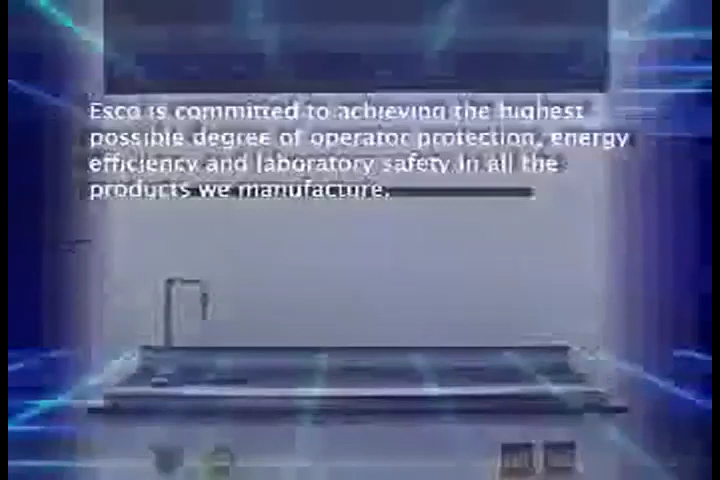 Esco is committed to achieving the highest
possible degree of operator protection, energy
efficiency and laboratory safety in all the
products we manufacture.